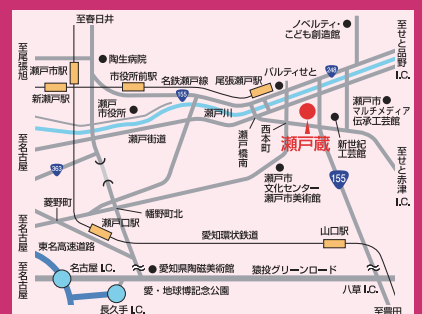 至春日井
ノベルティ・
こども創造館
至尾張旭
陶生病院
瀬戸市駅
新瀬戸駅
市役所前駅
名鉄瀬戸線
尾張瀬戸駅
パルティせと
248
至せと品野
I.C.
155
瀬戸
市役所
瀬戸川
瀬戸市
マルチメディア
伝承工芸館
瀬戸街道
瀬戸橋南
西本町
瀬戸蔵
新世紀
工芸館
至名古屋
363
瀬戸市
文化センター
瀬戸市美術館
155
至せと赤津
I.C.
菱野町
幡野町北
瀬戸口駅
至名古屋
東名高速道路
愛知環状鉄道
山口駅
至名古屋
名古屋 I.C.
愛知県陶磁美術館
猿投グリーンロード
愛・地球博記念公園
八草 I.C.
長久手 I.C.
至豊田